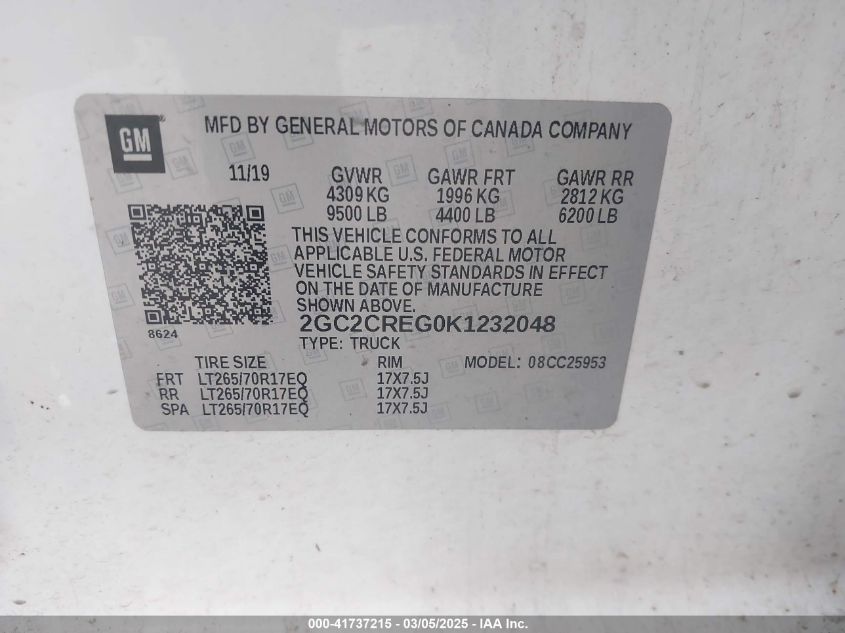 GM
MFD BY GENERAL MOTORS OF CANADA COMPANY
11/19 GVWR GAWR FRT GAWR RR
4309 KG 1996 KG 2812 KG
9500 LB 4400 LB 6200 LB
THIS VEHICLE CONFORMS TO ALL
APPLICABLE U.S. FEDERAL MOTOR
VEHICLE SAFETY STANDARDS IN EFFECT
ON THE DATE OF MANUFACTURE
SHOWN ABOVE.
8624
2GC2CREG0K1232048
TYPE: TRUCK
TIRE SIZE RIM MODEL: 08CC25953
FRT LT265/70R17EQ 17X7.5J
RR LT265/70R17EQ 17X7.5J
SPA LT265/70R17EQ 17X7.5J
000-41737215 - 03/05/2025 - IAA Inc.